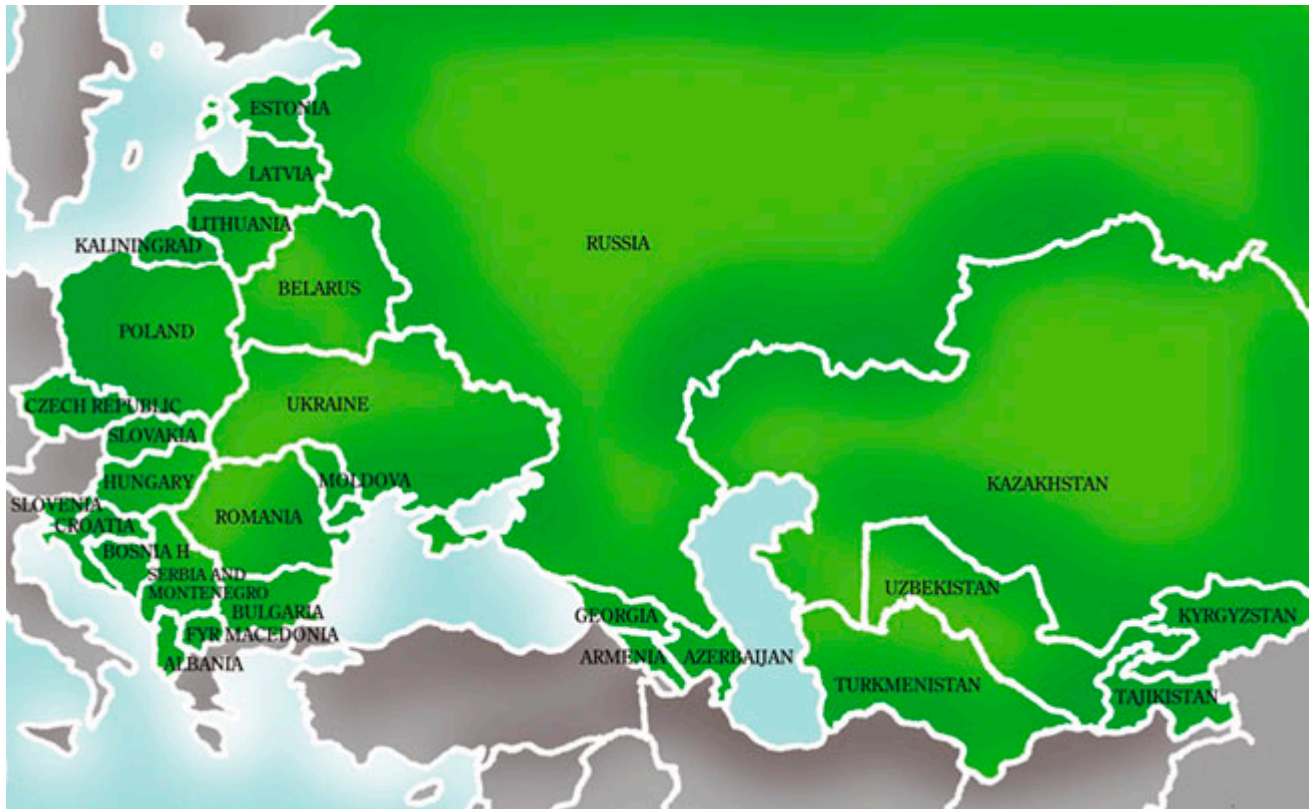 ESTONIA
LATVIA
LITHUANIA
KALININGRAD
RUSSIA
BELARUS
POLAND
CZECH REPUBLIC
UKRAINE
SLOVAKIA
HUNGARY
MOLDOVA
KAZAKHSTAN
SLOVENIA
ROMANIA
CROATIA
BOSNIA H
SERBIA AND
MONTENEGRO
UZBEKISTAN
BULGARIA
GEORGIA
KYRGYZSTAN
FYR MACEDONIA
ALBANIA
ARMENIA
AZERBAIJAN
TURKMENISTAN
TAJIKISTAN